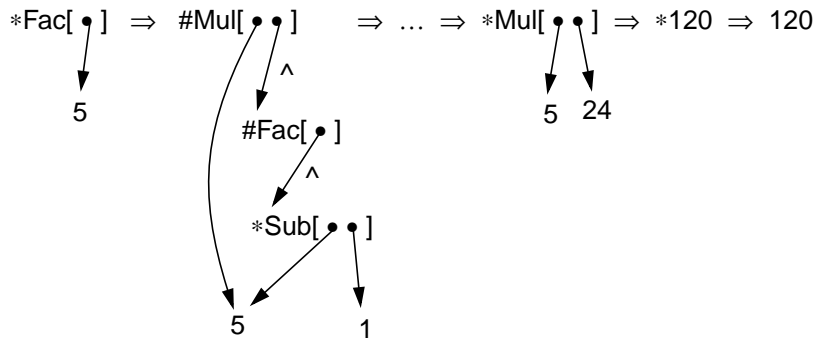 ∗Fac[ • ] ⇒ #Mul[ • • ] ⇒ ... ⇒ ∗Mul[ • • ] ⇒ ∗120 ⇒ 120
^
5 5 24
#Fac[ • ]
^
∗Sub[ • • ]
5 1